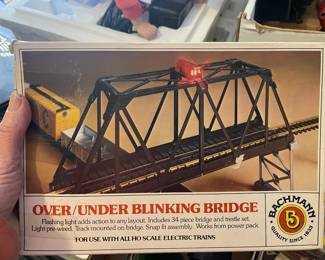 OVER/UNDER BLINKING BRIDGE
Flashing light adds action to any layout. Includes 34 piece bridge and trestle set.
Light pre-wired. Track mounted on bridge. Snap fit assembly. Works from power pack.
FOR USE WITH ALL HO SCALE ELECTRIC TRAINS
BACHMANN
5
QUALITY SINCE 1833